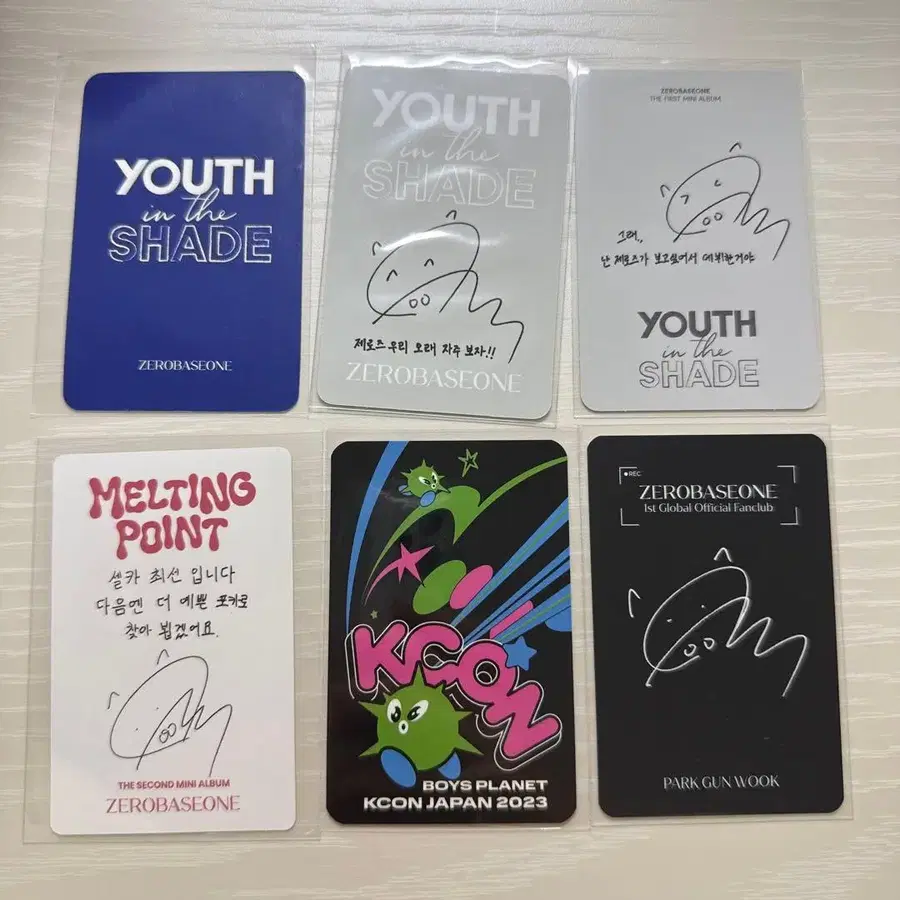 YOUTH
in the
SHADE
ZEROBASEONE
YOUTH
in the
SHADE
제로즈 우리 오래 자주 보자!!
ZEROBASEONE
ZEROBASEONE
THE FIRST MINI ALBUM
그래,,
난 제로즈가 보고싶어서 데뷔한거야
YOUTH
in the
SHADE
MELTING
POINT
셀카 최선 입니다
다음엔 더 예쁜 포카로
찾아 뵙겠어요.
THE SECOND MINI ALBUM
ZEROBASEONE
KCON
BOYS PLANET
KCON JAPAN 2023
REC
ZEROBASEONE
1st Global Official Fanclub
PARK GUN WOOK